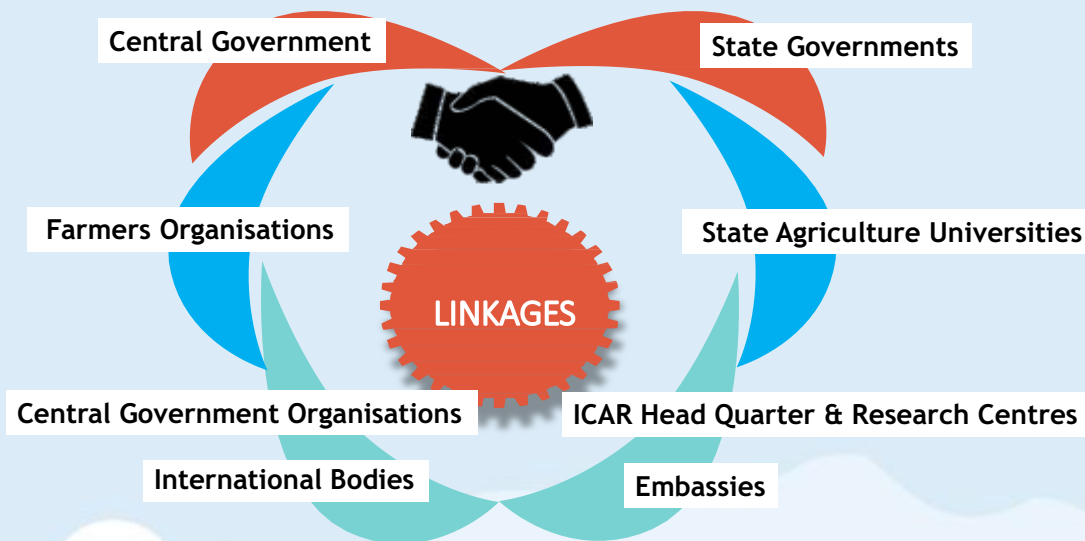 Central Government
State Governments
Farmers Organisations
State Agriculture Universities
LINKAGES
Central Government Organisations
ICAR Head Quarter & Research Centres
International Bodies
Embassies